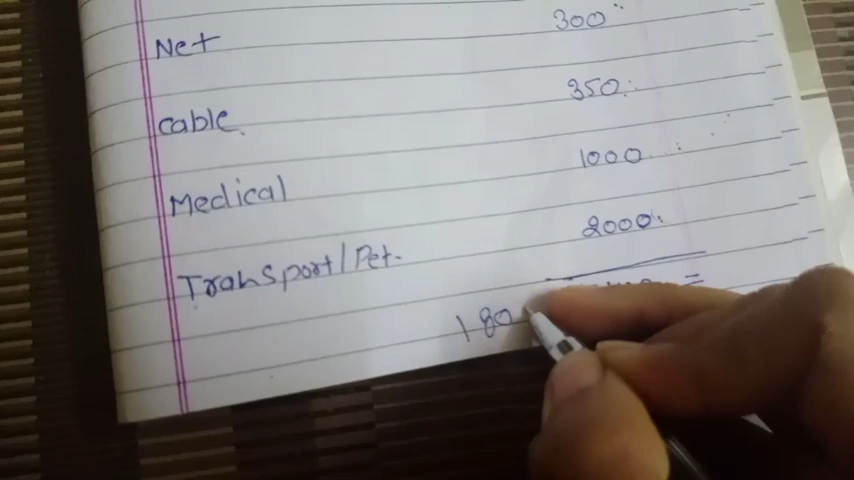 Net 300
cable 350
Medical 1000
Transport/Pet. 2000
180